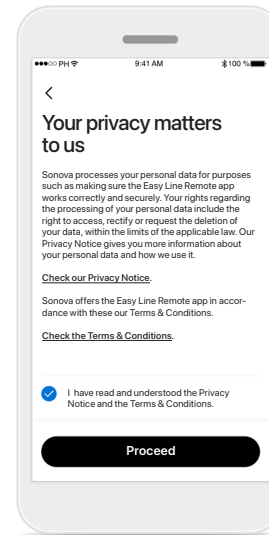 ●●●○○ PH 9:41 AM 100 %
Your privacy matters
to us
Sonova processes your personal data for purposes
such as making sure the Easy Line Remote app
works correctly and securely. Your rights regarding
the processing of your personal data include the
right to access, rectify or request the deletion of
your data, within the limits of the applicable law. Our
Privacy Notice gives you more information about
your personal data and how we use it.
Check our Privacy Notice.
Sonova offers the Easy Line Remote app in accor-
dance with these our Terms & Conditions.
Check the Terms & Conditions.
I have read and understood the Privacy
Notice and the Terms & Conditions.
Proceed